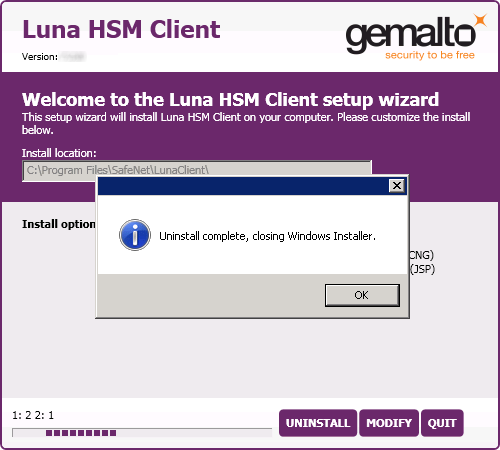 Luna HSM Client
gemalto
security to be free
Version:
Welcome to the Luna HSM Client setup wizard
This setup wizard will install Luna HSM Client on your computer. Please customize the install
below.
Install location:
C:\Program Files\SafeNet\LunaClient\
Uninstall complete, closing Windows Installer.
OK
Install option
CNG)
(JSP)
1: 2 2: 1
UNINSTALL
MODIFY
QUIT